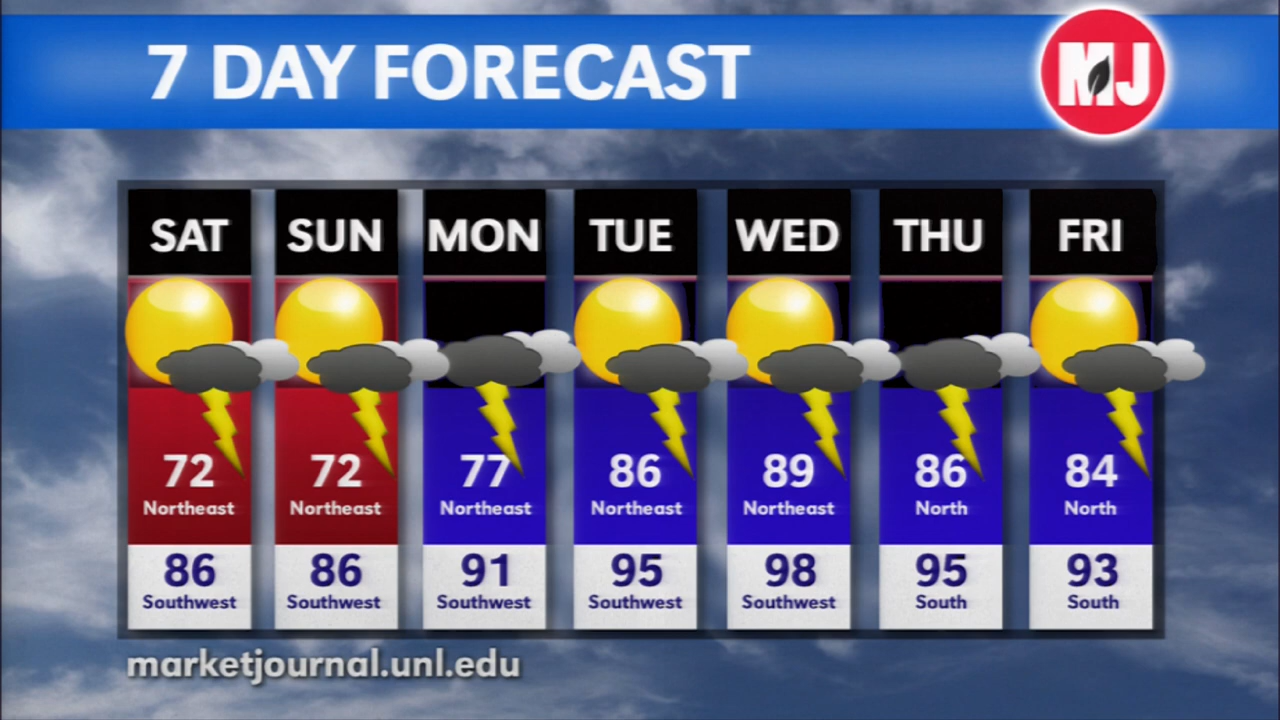 7 DAY FORECAST
MJ
SAT SUN MON TUE WED THU FRI
72 72 77 86 89 86 84
Northeast Northeast Northeast Northeast Northeast North North
86 86 91 95 98 95 93
Southwest Southwest Southwest Southwest Southwest South South
marketjournal.unl.edu